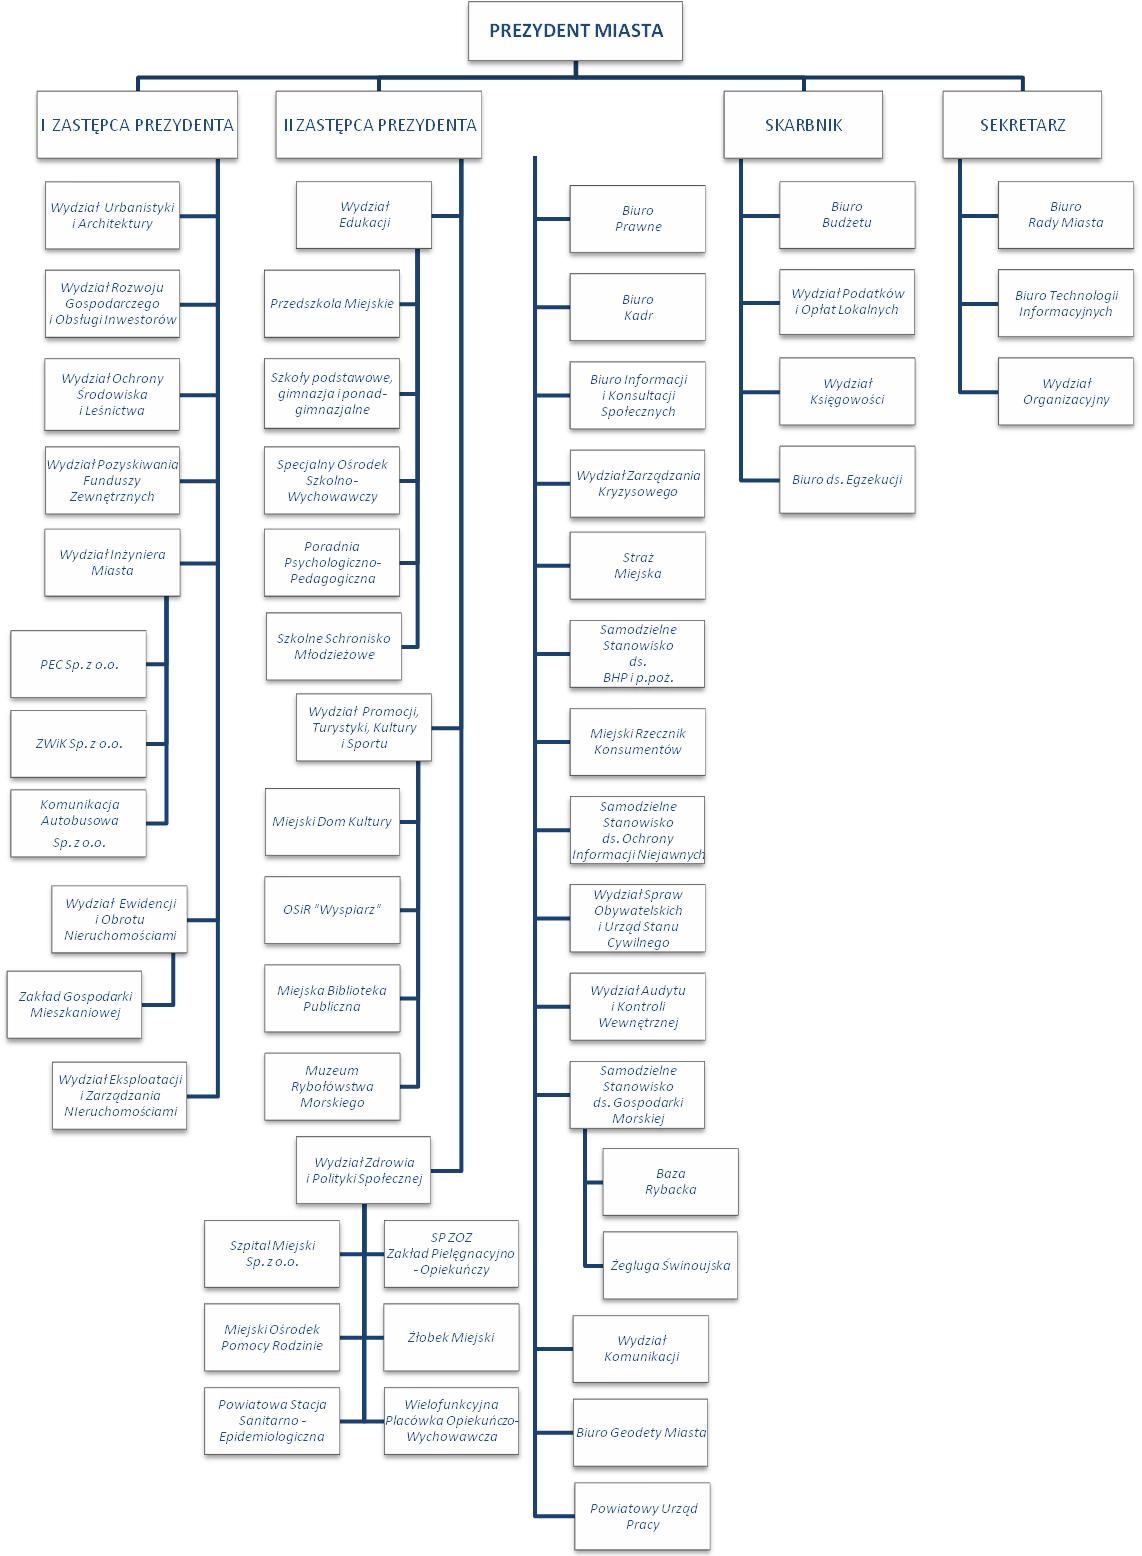 PREZYDENT MIASTA
I ZASTĘPCA PREZYDENTA
Wydział Urbanistyki
i Architektury
Wydział Rozwoju
Gospodarczego
i Obsługi Inwestorów
Wydział Ochrony
Środowiska
i Leśnictwa
Wydział Pozyskiwania
Funduszy
Zewnętrznych
Wydział Inżyniera
Miasta
PEC Sp. z o.o.
ZWiK Sp. z o.o.
Komunikacja
Autobusowa
Sp. z o.o.
Wydział Ewidencji
i Obrotu
Nieruchomościami
Zakład Gospodarki
Mieszkaniowej
Wydział Eksploatacji
i Zarządzania
NIeruchomościami
II ZASTĘPCA PREZYDENTA
Wydział
Edukacji
Przedszkola Miejskie
Szkoły podstawowe,
gimnazja i ponad-
gimnazjalne
Specjalny Ośrodek
Szkolno-
Wychowawczy
Poradnia
Psychologiczno-
Pedagogiczna
Szkolne Schronisko
Młodzieżowe
Wydział Promocji,
Turystyki, Kultury
i Sportu
Miejski Dom Kultury
OSiR "Wyspiarz"
Miejska Biblioteka
Publiczna
Muzeum
Rybołówstwa
Morskiego
Wydział Zdrowia
i Polityki Społecznej
Szpital Miejski
Sp. z o.o.
SP ZOZ
Zakład Pielęgnacyjno
- Opiekuńczy
Miejski Ośrodek
Pomocy Rodzinie
Żłobek Miejski
Powiatowa Stacja
Sanitarno -
Epidemiologiczna
Wielofunkcyjna
Placówka Opiekuńczo-
Wychowawcza
Biuro
Prawne
Biuro
Kadr
Biuro Informacji
i Konsultacji
Społecznych
Wydział Zarządzania
Kryzysowego
Straż
Miejska
Samodzielne
Stanowisko
ds.
BHP i p.poż.
Miejski Rzecznik
Konsumentów
Samodzielne
Stanowisko
ds. Ochrony
Informacji Niejawnych
Wydział Spraw
Obywatelskich
i Urząd Stanu
Cywilnego
Wydział Audytu
i Kontroli
Wewnętrznej
Samodzielne
Stanowisko
ds. Gospodarki
Morskiej
Baza
Rybacka
Żegluga Świnoujska
Wydział
Komunikacji
Biuro Geodety Miasta
Powiatowy Urząd
Pracy
SKARBNIK
Biuro
Budżetu
Wydział Podatków
i Opłat Lokalnych
Wydział
Księgowości
Biuro ds. Egzekucji
SEKRETARZ
Biuro
Rady Miasta
Biuro Technologii
Informacyjnych
Wydział
Organizacyjny